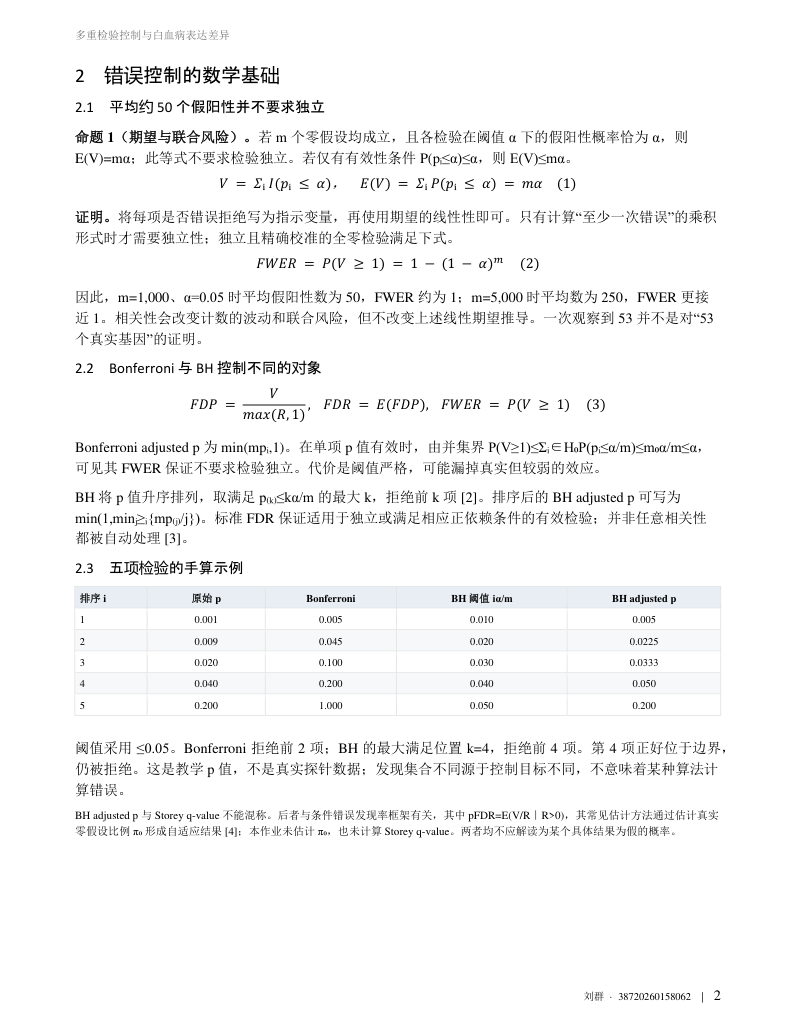 多重检验控制与白血病表达差异
2 错误控制的数学基础
2.1 平均约 50 个假阳性并不要求独立
命题 1（期望与联合风险）。若 m 个零假设均成立，且各检验在阈值 α 下的假阳性概率恰为 α，则
E(V)=mα；此等式不要求检验独立。若仅有有效性条件 P(pᵢ≤α)≤α，则 E(V)≤mα。
V = Σᵢ I(pᵢ ≤ α), E(V) = Σᵢ P(pᵢ ≤ α) = mα (1)
证明。将每项是否错误拒绝写为指示变量，再使用期望的线性性即可。只有计算“至少一次错误”的乘积
形式时才需要独立性；独立且精确校准的全零检验满足下式。
FWER = P(V ≥ 1) = 1 − (1 − α)ᵐ (2)
因此，m=1,000、α=0.05 时平均假阳性数为 50，FWER 约为 1；m=5,000 时平均数为 250，FWER 更接
近 1。相关性会改变计数的波动和联合风险，但不改变上述线性期望推导。一次观察到 53 并不是对“53
个真实基因”的证明。
2.2 Bonferroni 与 BH 控制不同的对象
FDP = V / max(R, 1), FDR = E(FDP), FWER = P(V ≥ 1) (3)
Bonferroni adjusted p 为 min(mpᵢ,1)。在单项 p 值有效时，由并集界 P(V≥1)≤Σᵢ∈H₀P(pᵢ≤α/m)≤m₀α/m≤α，
可见其 FWER 保证不要求检验独立。代价是阈值严格，可能漏掉真实但较弱的效应。
BH 将 p 值升序排列，取满足 p₍ₖ₎≤kα/m 的最大 k，拒绝前 k 项 [2]。排序后的 BH adjusted p 可写为
min(1,minⱼ≥ᵢ{mp₍ⱼ₎/j})。标准 FDR 保证适用于独立或满足相应正依赖条件的有效检验；并非任意相关性
都被自动处理 [3]。
2.3 五项检验的手算示例
排序 i 原始 p Bonferroni BH 阈值 iα/m BH adjusted p
1 0.001 0.005 0.010 0.005
2 0.009 0.045 0.020 0.0225
3 0.020 0.100 0.030 0.0333
4 0.040 0.200 0.040 0.050
5 0.200 1.000 0.050 0.200
阈值采用 ≤0.05。Bonferroni 拒绝前 2 项；BH 的最大满足位置 k=4，拒绝前 4 项。第 4 项正好位于边界，
仍被拒绝。这是教学 p 值，不是真实探针数据；发现集合不同源于控制目标不同，不意味着某种算法计
算错误。
BH adjusted p 与 Storey q-value 不能混称。后者与条件错误发现率框架有关，其中 pFDR=E(V/R | R>0)，其常见估计方法通过估计真实
零假设比例 π₀ 形成自适应结果 [4]；本作业未估计 π₀，也未计算 Storey q-value。两者均不应解读为某个具体结果为假的概率。
刘群 · 38720260158062 | 2